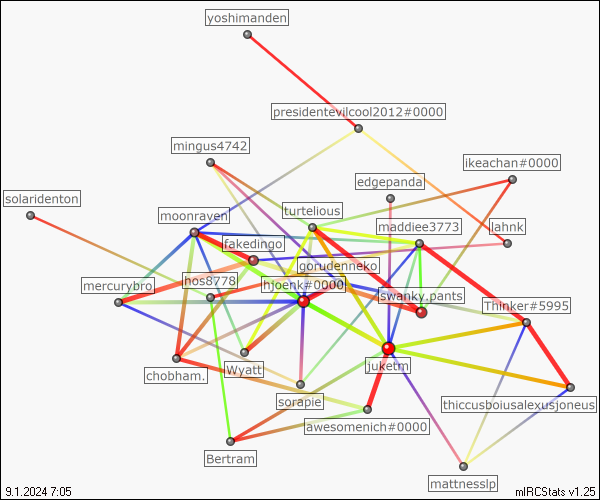 yoshimanden
presidentevilcool2012#0000
mingus4742
ikeachan#0000
edgepanda
solaridenton
moonraven
turtelious
maddiee3773
lahnk
fakedingo
gorudenneko
mercurybro
hos8778
hjoenk#0000
swanky.pants
Thinker#5995
chobham.
Wyatt
juketm
sorapie
thiccusboiusalexusjoneus
awesomenich#0000
Bertram
mattnesslp
9.1.2024 7:05
mIRCStats v1.25